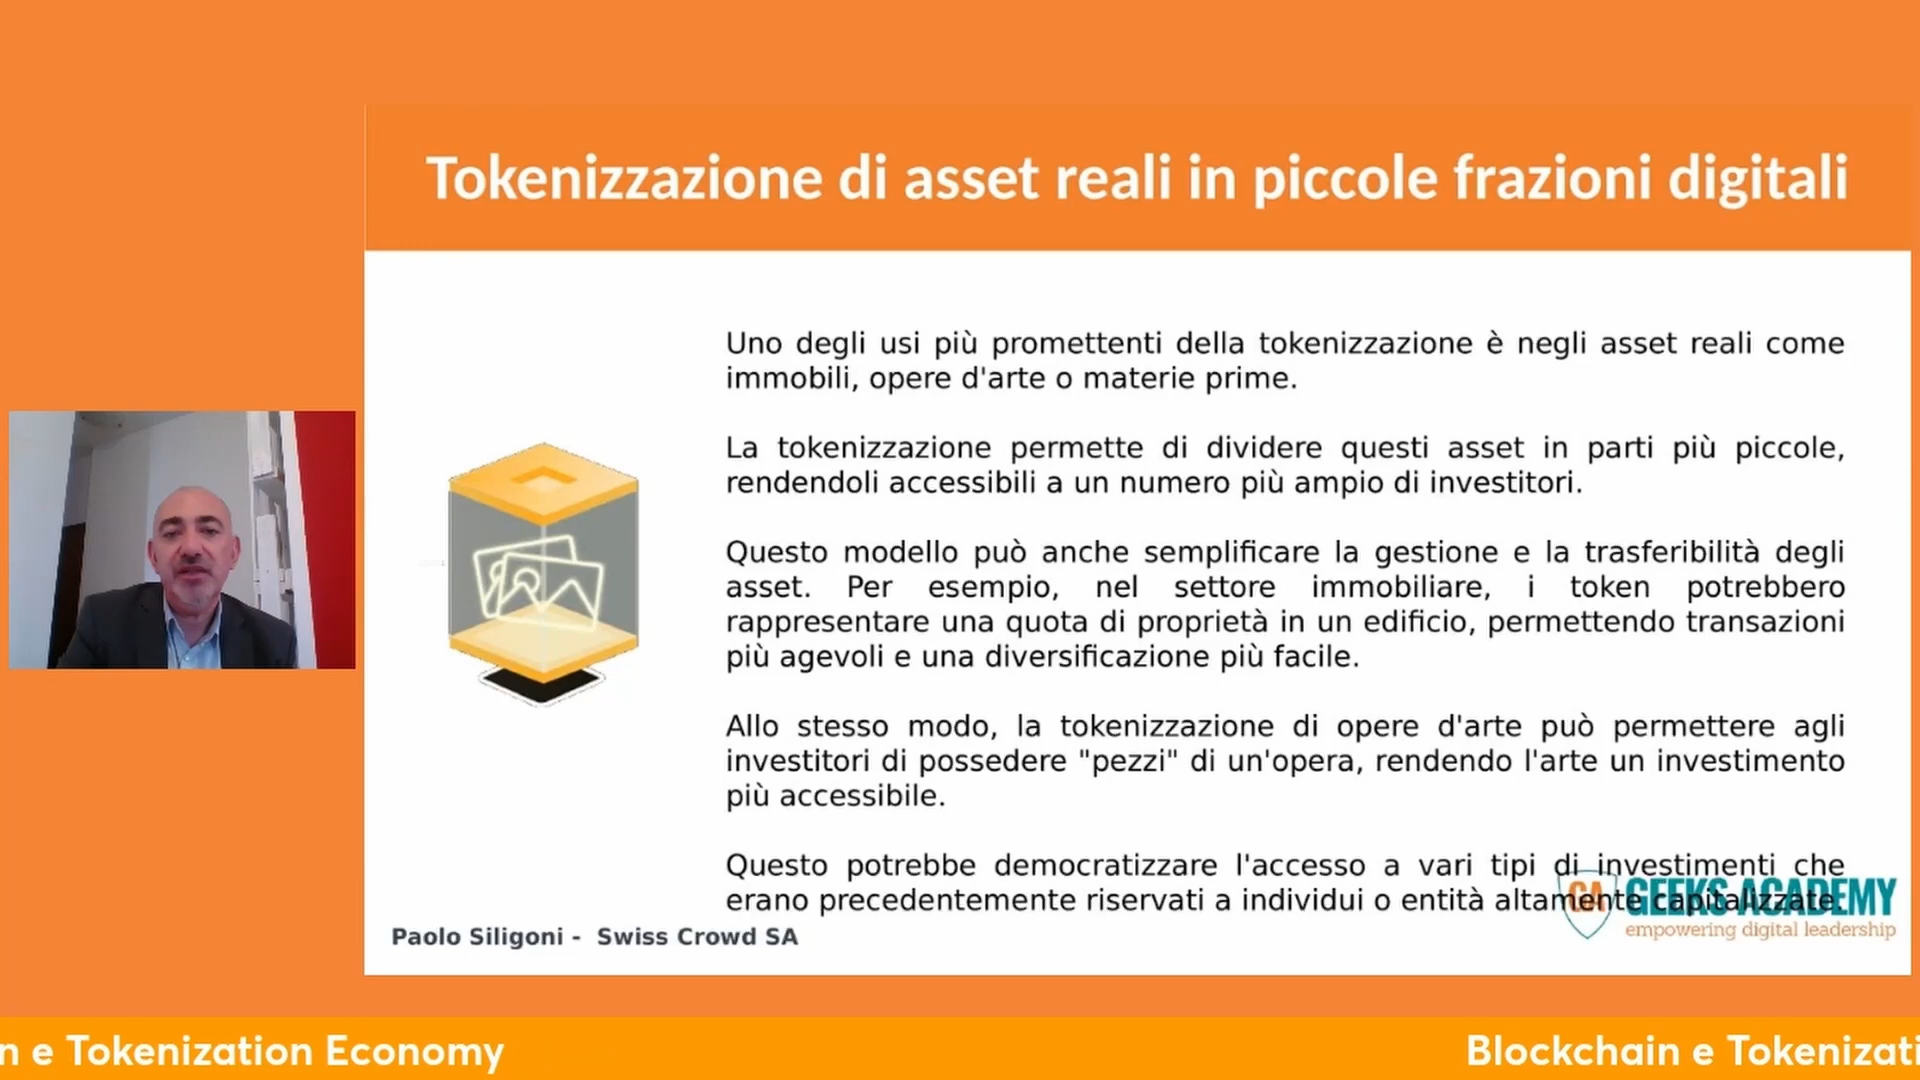 Tokenizzazione di asset reali in piccole frazioni digitali
Uno degli usi più promettenti della tokenizzazione è negli asset reali come
immobili, opere d'arte o materie prime.
La tokenizzazione permette di dividere questi asset in parti più piccole,
rendendoli accessibili a un numero più ampio di investitori.
Questo modello può anche semplificare la gestione e la trasferibilità degli
asset. Per esempio, nel settore immobiliare, i token potrebbero
rappresentare una quota di proprietà in un edificio, permettendo transazioni
più agevoli e una diversificazione più facile.
Allo stesso modo, la tokenizzazione di opere d'arte può permettere agli
investitori di possedere "pezzi" di un'opera, rendendo l'arte un investimento
più accessibile.
Questo potrebbe democratizzare l'accesso a vari tipi di investimenti che
erano precedentemente riservati a individui o entità altamente capitalizzate.
GA GEEKS ACADEMY
empowering digital leadership
Paolo Siligoni - Swiss Crowd SA
n e Tokenization Economy
Blockchain e Tokenizati